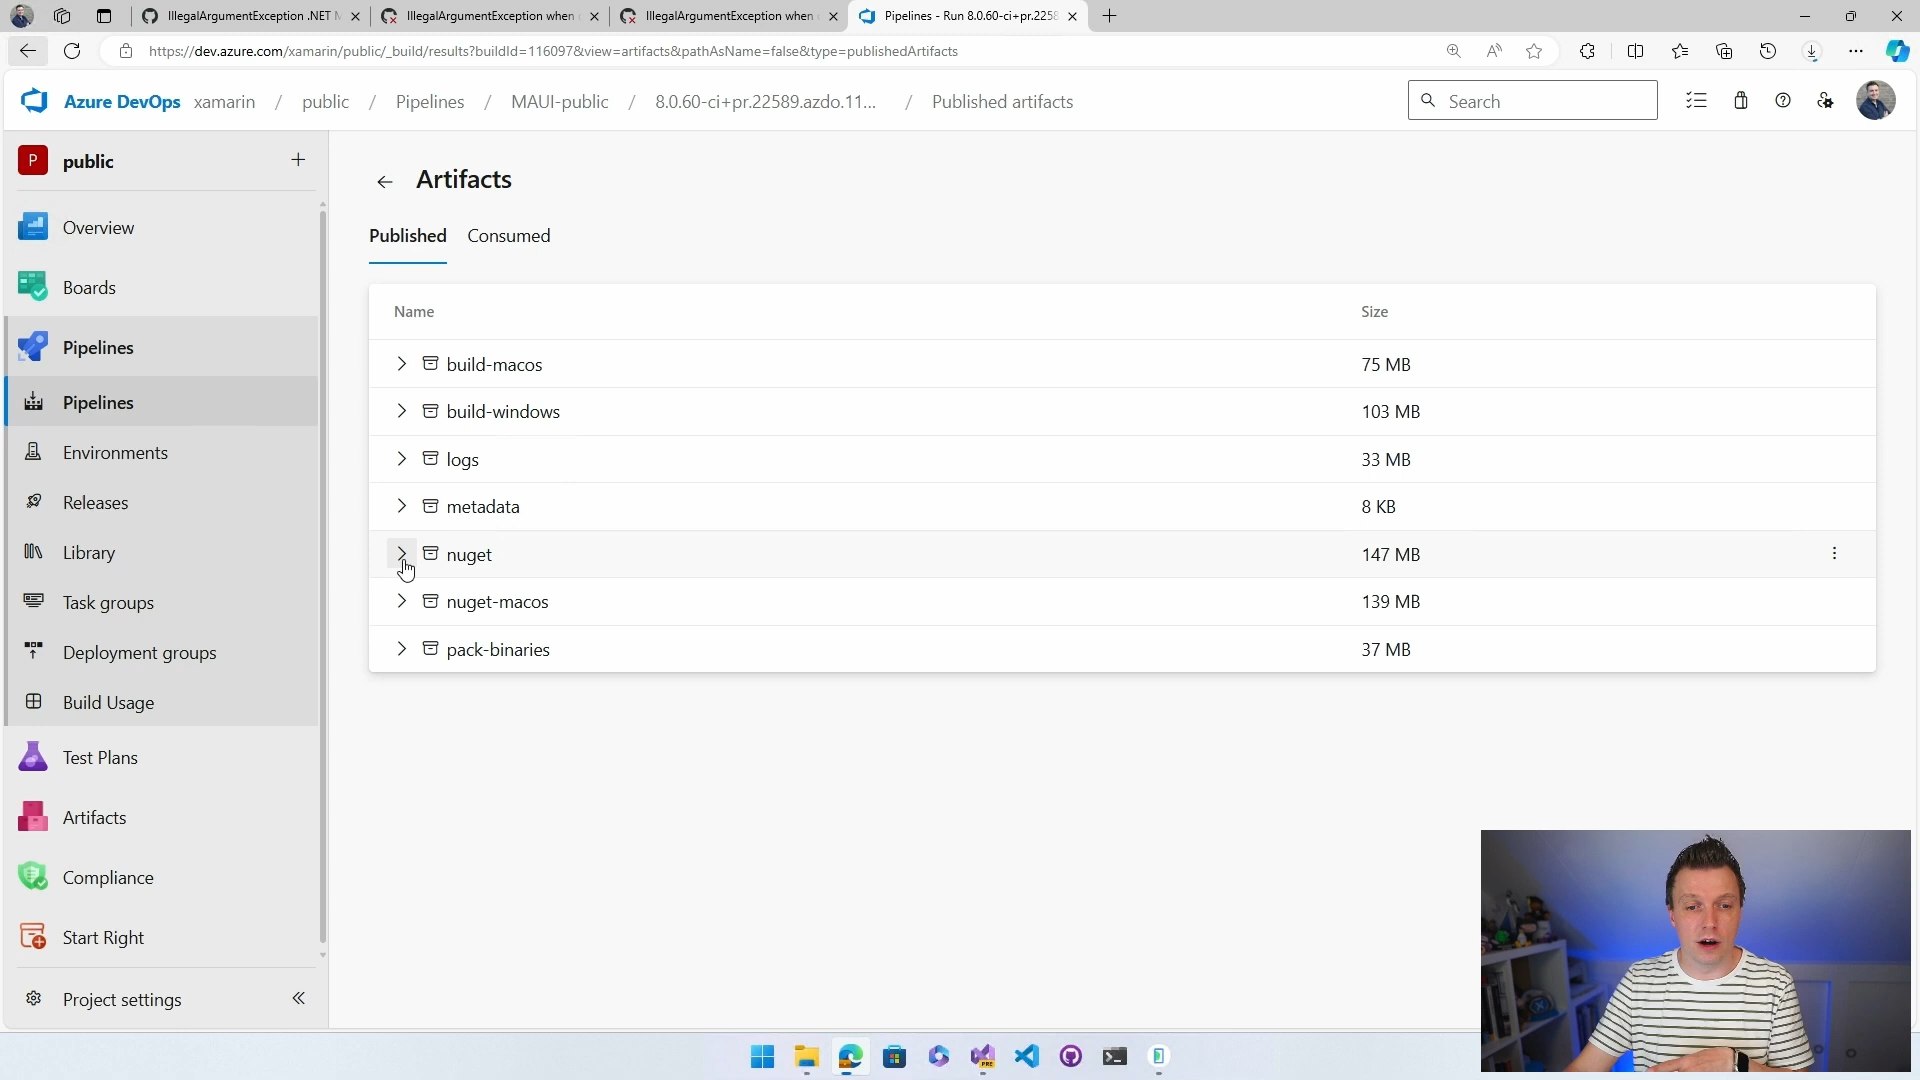 IllegalArgumentException .NET M
IllegalArgumentException when
IllegalArgumentException when
Pipelines - Run 8.0.60-ci+pr.2258
https://dev.azure.com/xamarin/public/_build/results?buildId=116097&view=artifacts&pathAsName=false&type=publishedArtifacts
Azure DevOps xamarin / public / Pipelines / MAUI-public / 8.0.60-ci+pr.22589.azdo.11... / Published artifacts
Search
P public
Overview
Boards
Pipelines
Pipelines
Environments
Releases
Library
Task groups
Deployment groups
Build Usage
Test Plans
Artifacts
Compliance
Start Right
Project settings
Artifacts
Published Consumed
Name Size
build-macos 75 MB
build-windows 103 MB
logs 33 MB
metadata 8 KB
nuget 147 MB
nuget-macos 139 MB
pack-binaries 37 MB
PRE